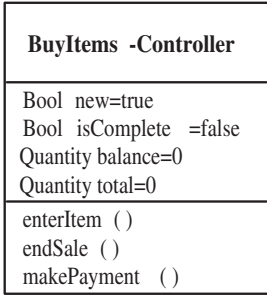 BuyItems -Controller
Bool new=true
Bool isComplete =false
Quantity balance=0
Quantity total=0
enterItem ( )
endSale ( )
makePayment ( )